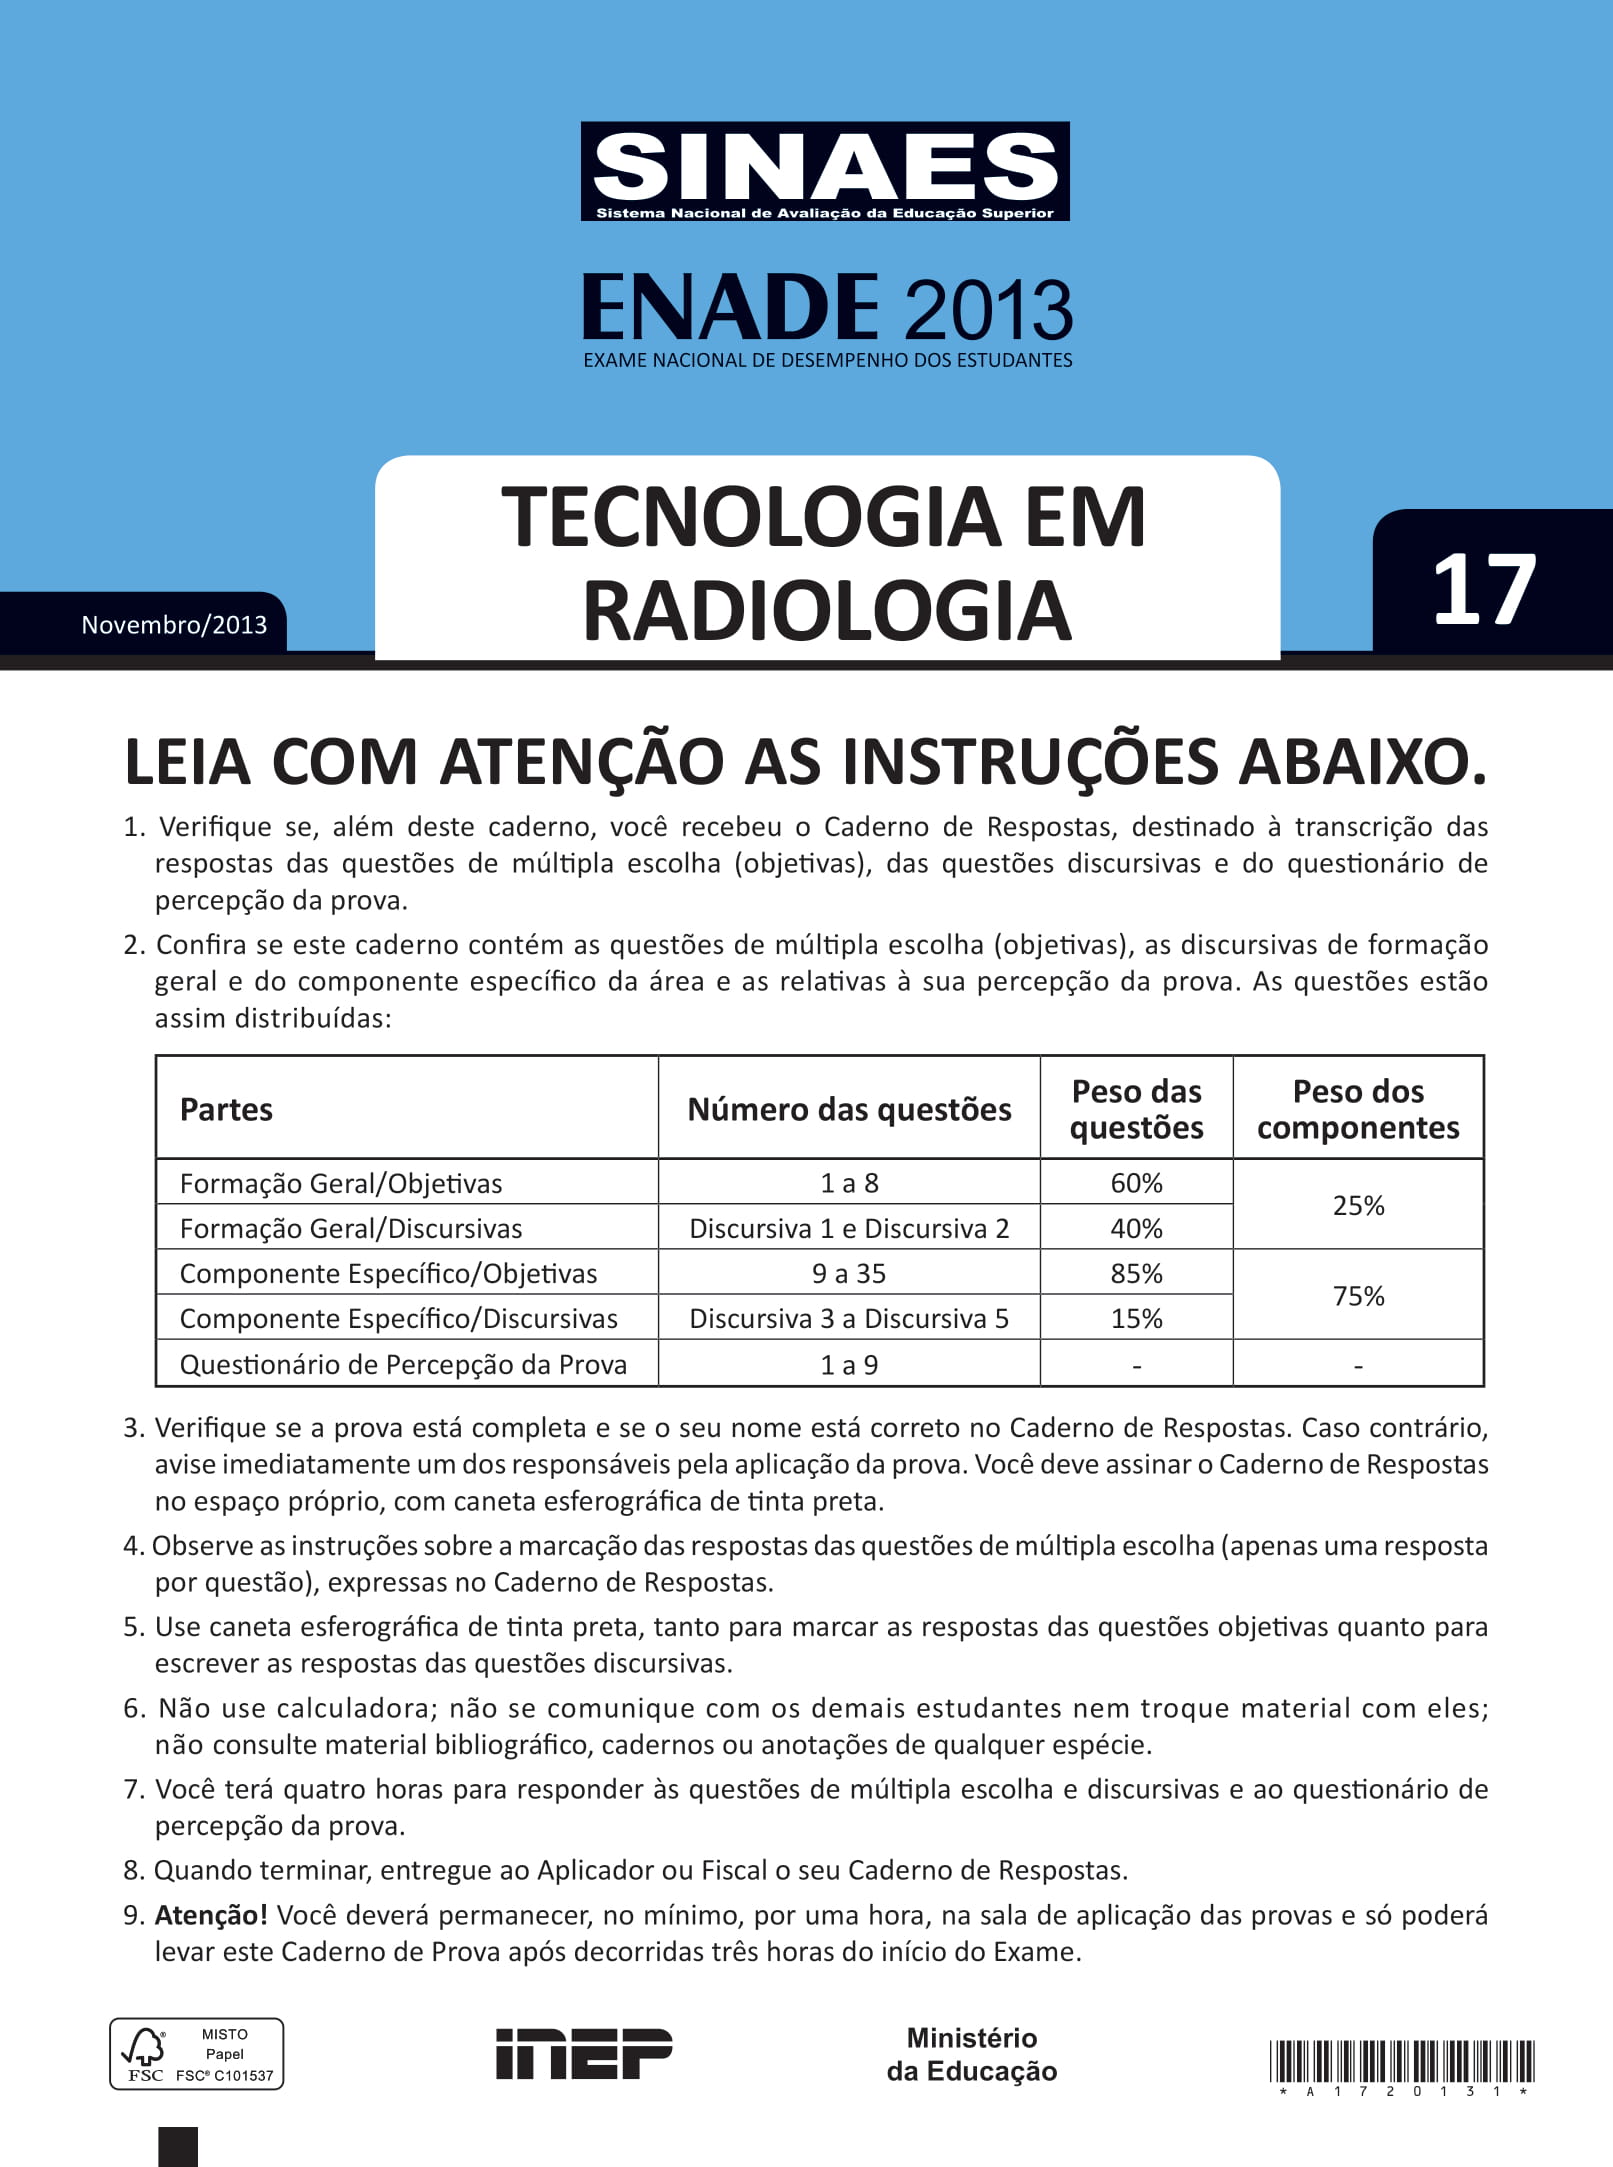 SINAES
Sistema Nacional de Avaliação da Educação Superior
ENADE 2013
EXAME NACIONAL DE DESEMPENHO DOS ESTUDANTES
TECNOLOGIA EM
RADIOLOGIA
17
Novembro/2013
LEIA COM ATENÇÃO AS INSTRUÇÕES ABAIXO.
1. Verifique se, além deste caderno, você recebeu o Caderno de Respostas, destinado à transcrição das
respostas das questões de múltipla escolha (objetivas), das questões discursivas e do questionário de
percepção da prova.
2. Confira se este caderno contém as questões de múltipla escolha (objetivas), as discursivas de formação
geral e do componente específico da área e as relativas à sua percepção da prova. As questões estão
assim distribuídas:
Partes Número das questões Peso das questões Peso dos componentes
Formação Geral/Objetivas 1 a 8 60% 25%
Formação Geral/Discursivas Discursiva 1 e Discursiva 2 40%
Componente Específico/Objetivas 9 a 35 85% 75%
Componente Específico/Discursivas Discursiva 3 a Discursiva 5 15%
Questionário de Percepção da Prova 1 a 9 - -
3. Verifique se a prova está completa e se o seu nome está correto no Caderno de Respostas. Caso contrário,
avise imediatamente um dos responsáveis pela aplicação da prova. Você deve assinar o Caderno de Respostas
no espaço próprio, com caneta esferográfica de tinta preta.
4. Observe as instruções sobre a marcação das respostas das questões de múltipla escolha (apenas uma resposta
por questão), expressas no Caderno de Respostas.
5. Use caneta esferográfica de tinta preta, tanto para marcar as respostas das questões objetivas quanto para
escrever as respostas das questões discursivas.
6. Não use calculadora; não se comunique com os demais estudantes nem troque material com eles;
não consulte material bibliográfico, cadernos ou anotações de qualquer espécie.
7. Você terá quatro horas para responder às questões de múltipla escolha e discursivas e ao questionário de
percepção da prova.
8. Quando terminar, entregue ao Aplicador ou Fiscal o seu Caderno de Respostas.
9. Atenção! Você deverá permanecer, no mínimo, por uma hora, na sala de aplicação das provas e só poderá
levar este Caderno de Prova após decorridas três horas do início do Exame.
MISTO
Papel
FSC® C101537
FSC
®
INEP
Ministério
da Educação
*A1720131*